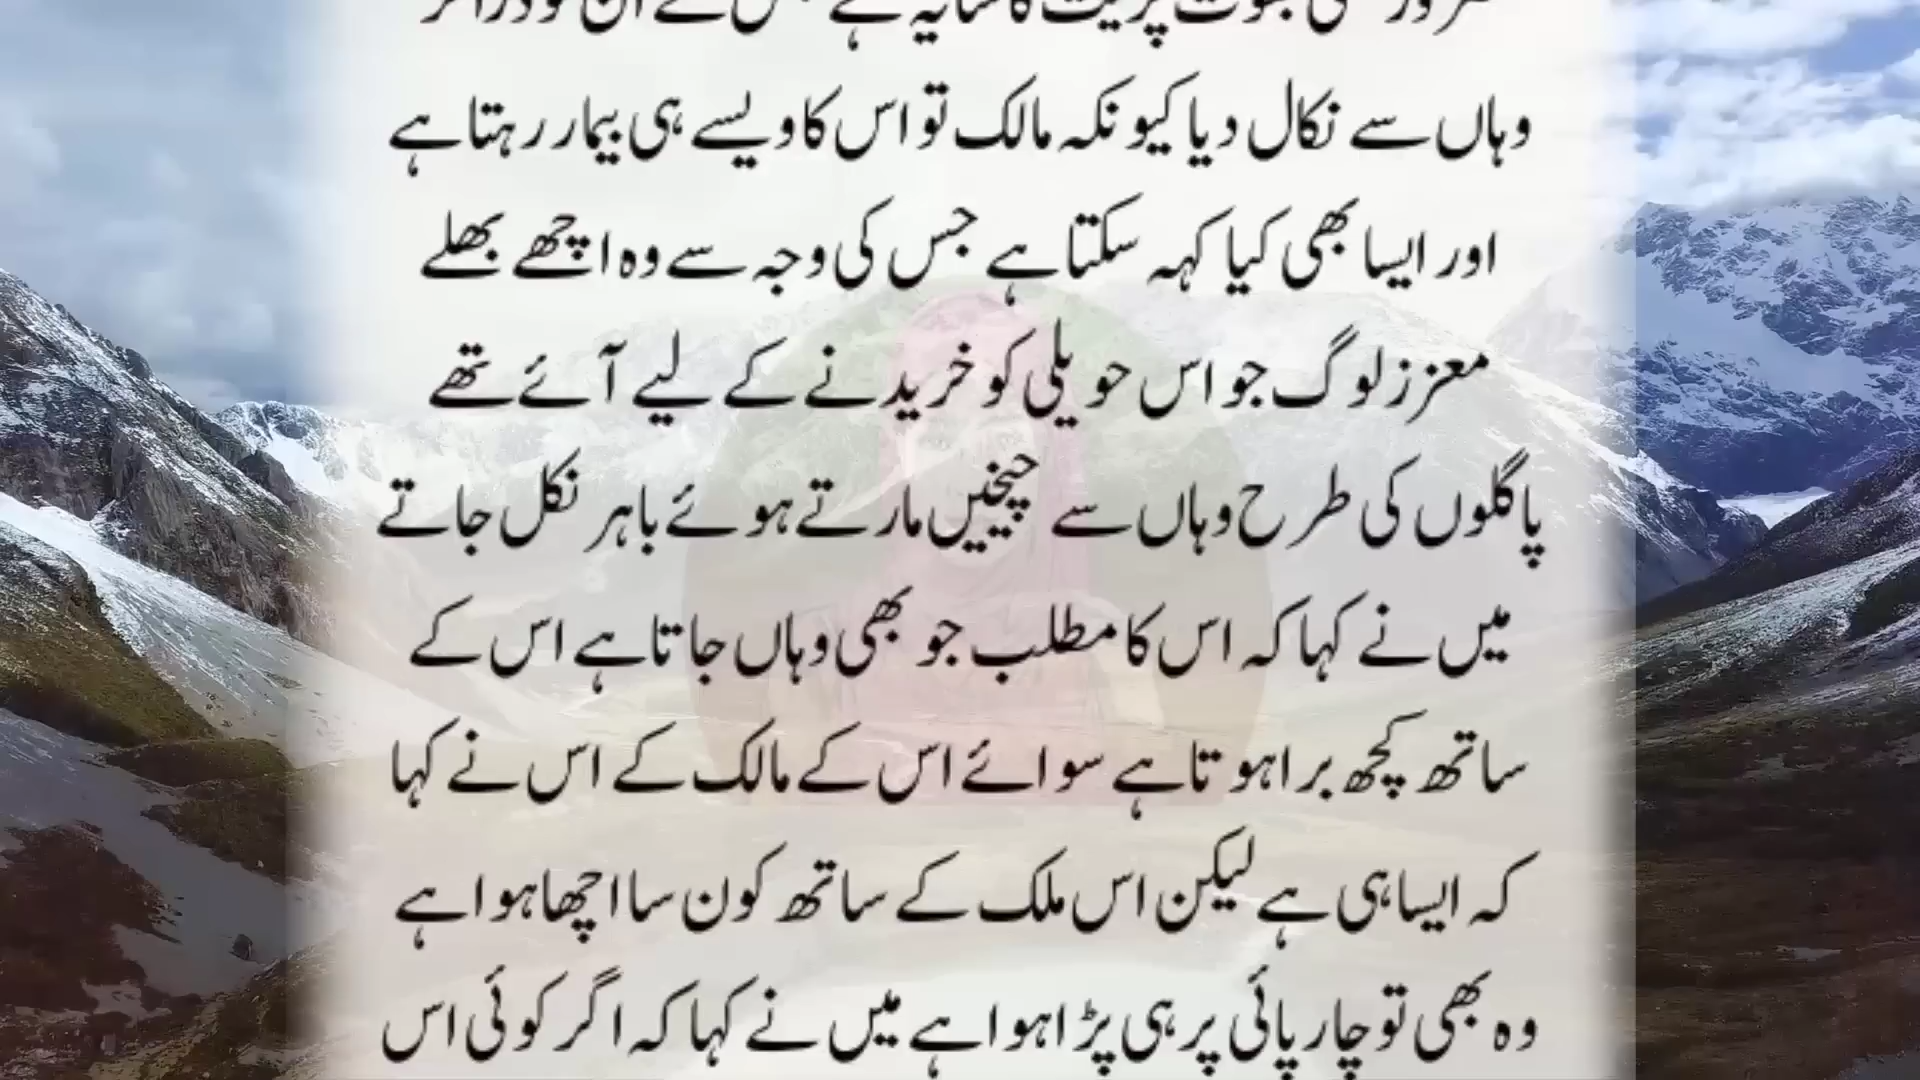 بھوت پریت کا سایہ ہے
وہاں سے نکال دیا کیونکہ مالک تو اس کا ویسے ہی بیمار رہتا ہے
اور ایسا بھی کیا کہہ سکتا ہے جس کی وجہ سے وہ اچھے بھلے
معزز لوگ جو اس حویلی کو خریدنے کے لیے آئے تھے
پاگلوں کی طرح وہاں سے چیخیں مارتے ہوئے باہر نکل جاتے
میں نے کہا کہ اس کا مطلب جو بھی وہاں جاتا ہے اس کے
ساتھ کچھ برا ہوتا ہے سوائے اس کے مالک کے اس نے کہا
کہ ایسا ہی ہے لیکن اس ملک کے ساتھ کون سا اچھا ہوا ہے
وہ بھی تو چارپائی پر ہی پڑا ہوا ہے میں نے کہا کہ اگر کوئی اس